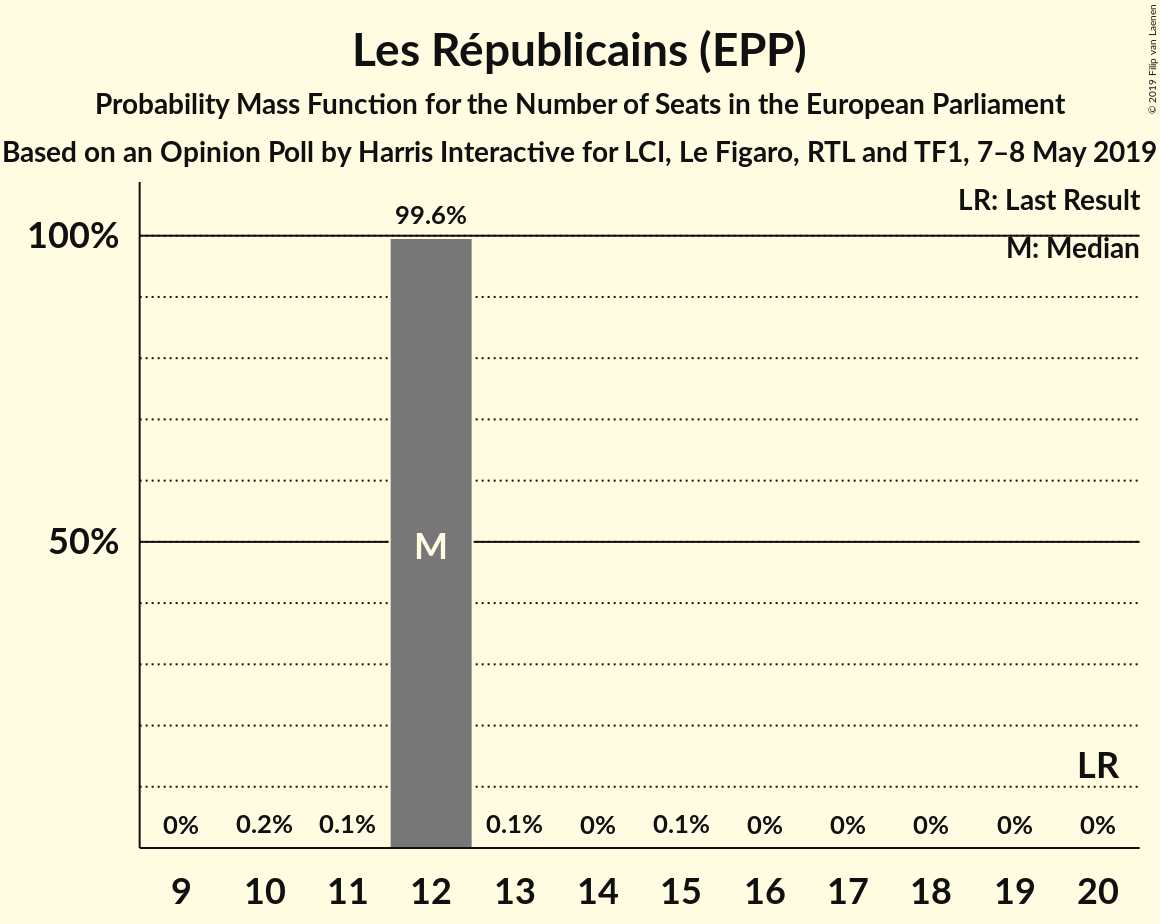 Les Républicains (EPP)
Probability Mass Function for the Number of Seats in the European Parliament
Based on an Opinion Poll by Harris Interactive for LCI, Le Figaro, RTL and TF1, 7–8 May 2019
© 2019 Filip van Laenen
LR: Last Result
M: Median
99.6%
100%
50%
M
LR
0% 0.2% 0.1% 0.1% 0% 0.1% 0% 0% 0% 0% 0%
9 10 11 12 13 14 15 16 17 18 19 20